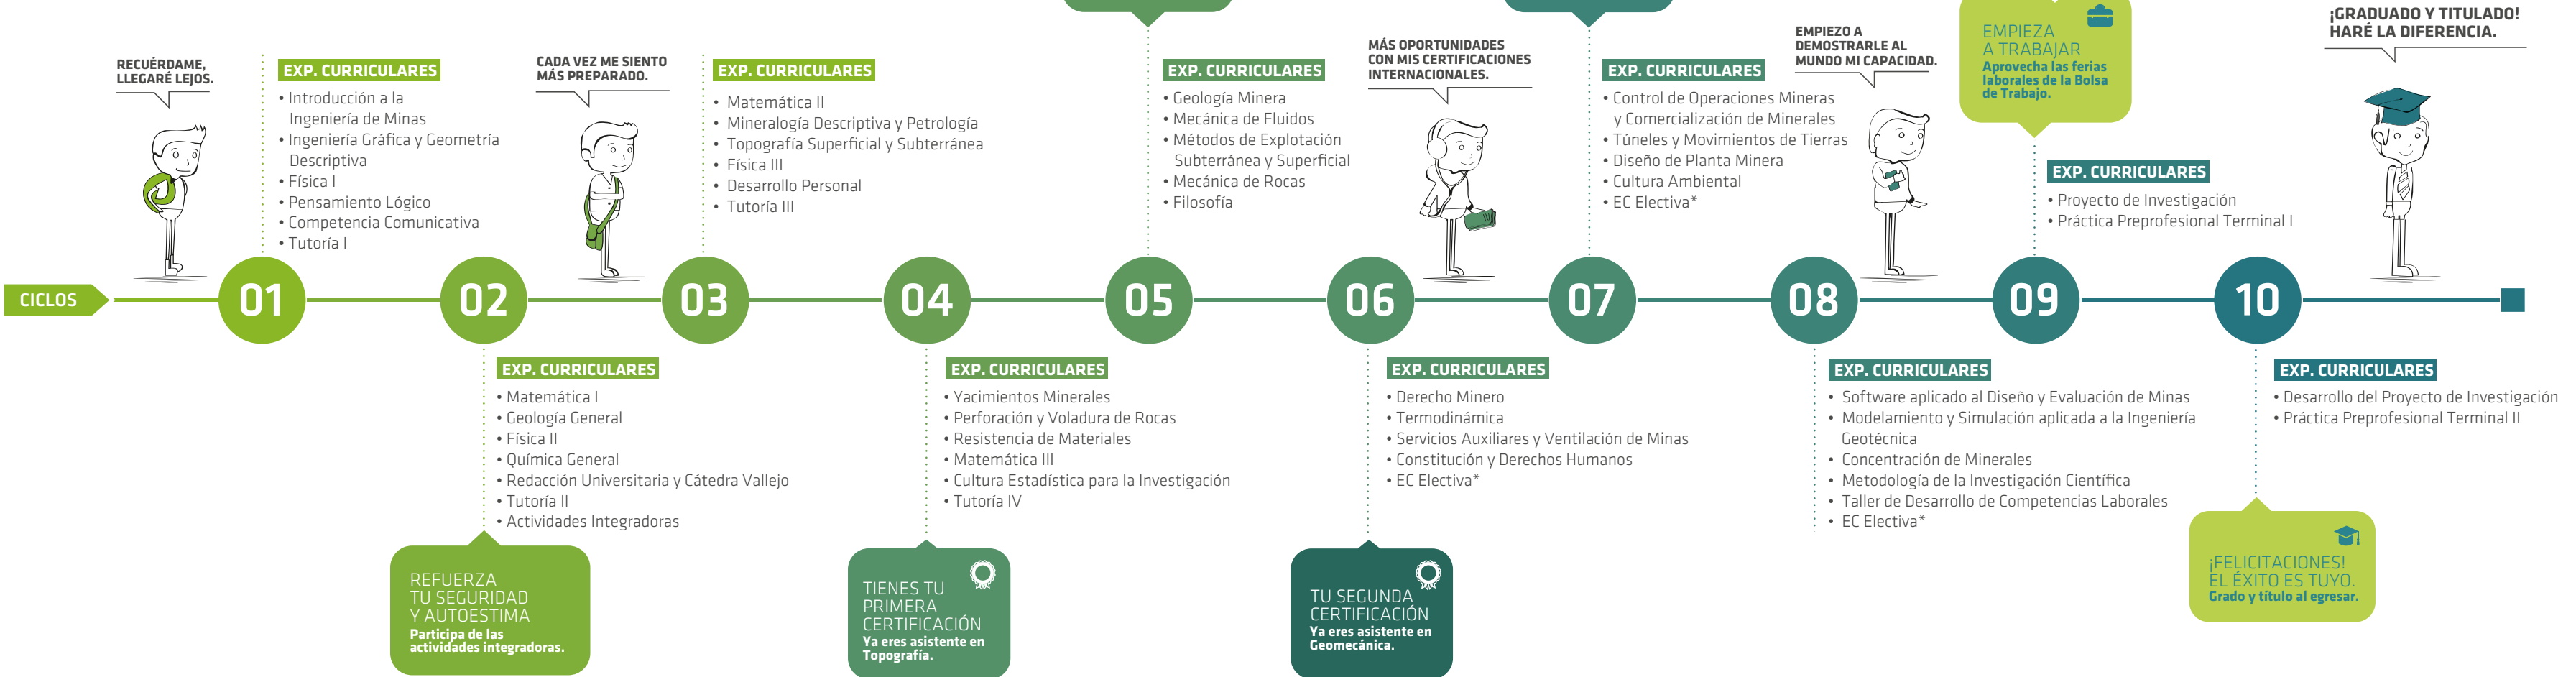 RECUÉRDAME,
LLEGARÉ LEJOS.
EXP. CURRICULARES
• Introducción a la
Ingeniería de Minas
• Ingeniería Gráfica y Geometría
Descriptiva
• Física I
• Pensamiento Lógico
• Competencia Comunicativa
• Tutoría I
CADA VEZ ME SIENTO
MÁS PREPARADO.
EXP. CURRICULARES
• Matemática II
• Mineralogía Descriptiva y Petrología
• Topografía Superficial y Subterránea
• Física III
• Desarrollo Personal
• Tutoría III
EXP. CURRICULARES
• Geología Minera
• Mecánica de Fluidos
• Métodos de Explotación
Subterránea y Superficial
• Mecánica de Rocas
• Filosofía
MÁS OPORTUNIDADES
CON MIS CERTIFICACIONES
INTERNACIONALES.
EXP. CURRICULARES
• Control de Operaciones Mineras
y Comercialización de Minerales
• Túneles y Movimientos de Tierras
• Diseño de Planta Minera
• Cultura Ambiental
• EC Electiva*
EMPIEZO A
DEMOSTRARLE AL
MUNDO MI CAPACIDAD.
EMPIEZA
A TRABAJAR
Aprovecha las ferias
laborales de la Bolsa
de Trabajo.
EXP. CURRICULARES
• Proyecto de Investigación
• Práctica Preprofesional Terminal I
¡GRADUADO Y TITULADO!
HARÉ LA DIFERENCIA.
CICLOS
01
02
03
04
05
06
07
08
09
10
EXP. CURRICULARES
• Matemática I
• Geología General
• Física II
• Química General
• Redacción Universitaria y Cátedra Vallejo
• Tutoría II
• Actividades Integradoras
REFUERZA
TU SEGURIDAD
Y AUTOESTIMA
Participa de las
actividades integradoras.
EXP. CURRICULARES
• Yacimientos Minerales
• Perforación y Voladura de Rocas
• Resistencia de Materiales
• Matemática III
• Cultura Estadística para la Investigación
• Tutoría IV
TIENES TU
PRIMERA
CERTIFICACIÓN
Ya eres asistente en
Topografía.
EXP. CURRICULARES
• Derecho Minero
• Termodinámica
• Servicios Auxiliares y Ventilación de Minas
• Constitución y Derechos Humanos
• EC Electiva*
TU SEGUNDA
CERTIFICACIÓN
Ya eres asistente en
Geomecánica.
EXP. CURRICULARES
• Software aplicado al Diseño y Evaluación de Minas
• Modelamiento y Simulación aplicada a la Ingeniería
Geotécnica
• Concentración de Minerales
• Metodología de la Investigación Científica
• Taller de Desarrollo de Competencias Laborales
• EC Electiva*
EXP. CURRICULARES
• Desarrollo del Proyecto de Investigación
• Práctica Preprofesional Terminal II
¡FELICITACIONES!
EL ÉXITO ES TUYO.
Grado y título al egresar.